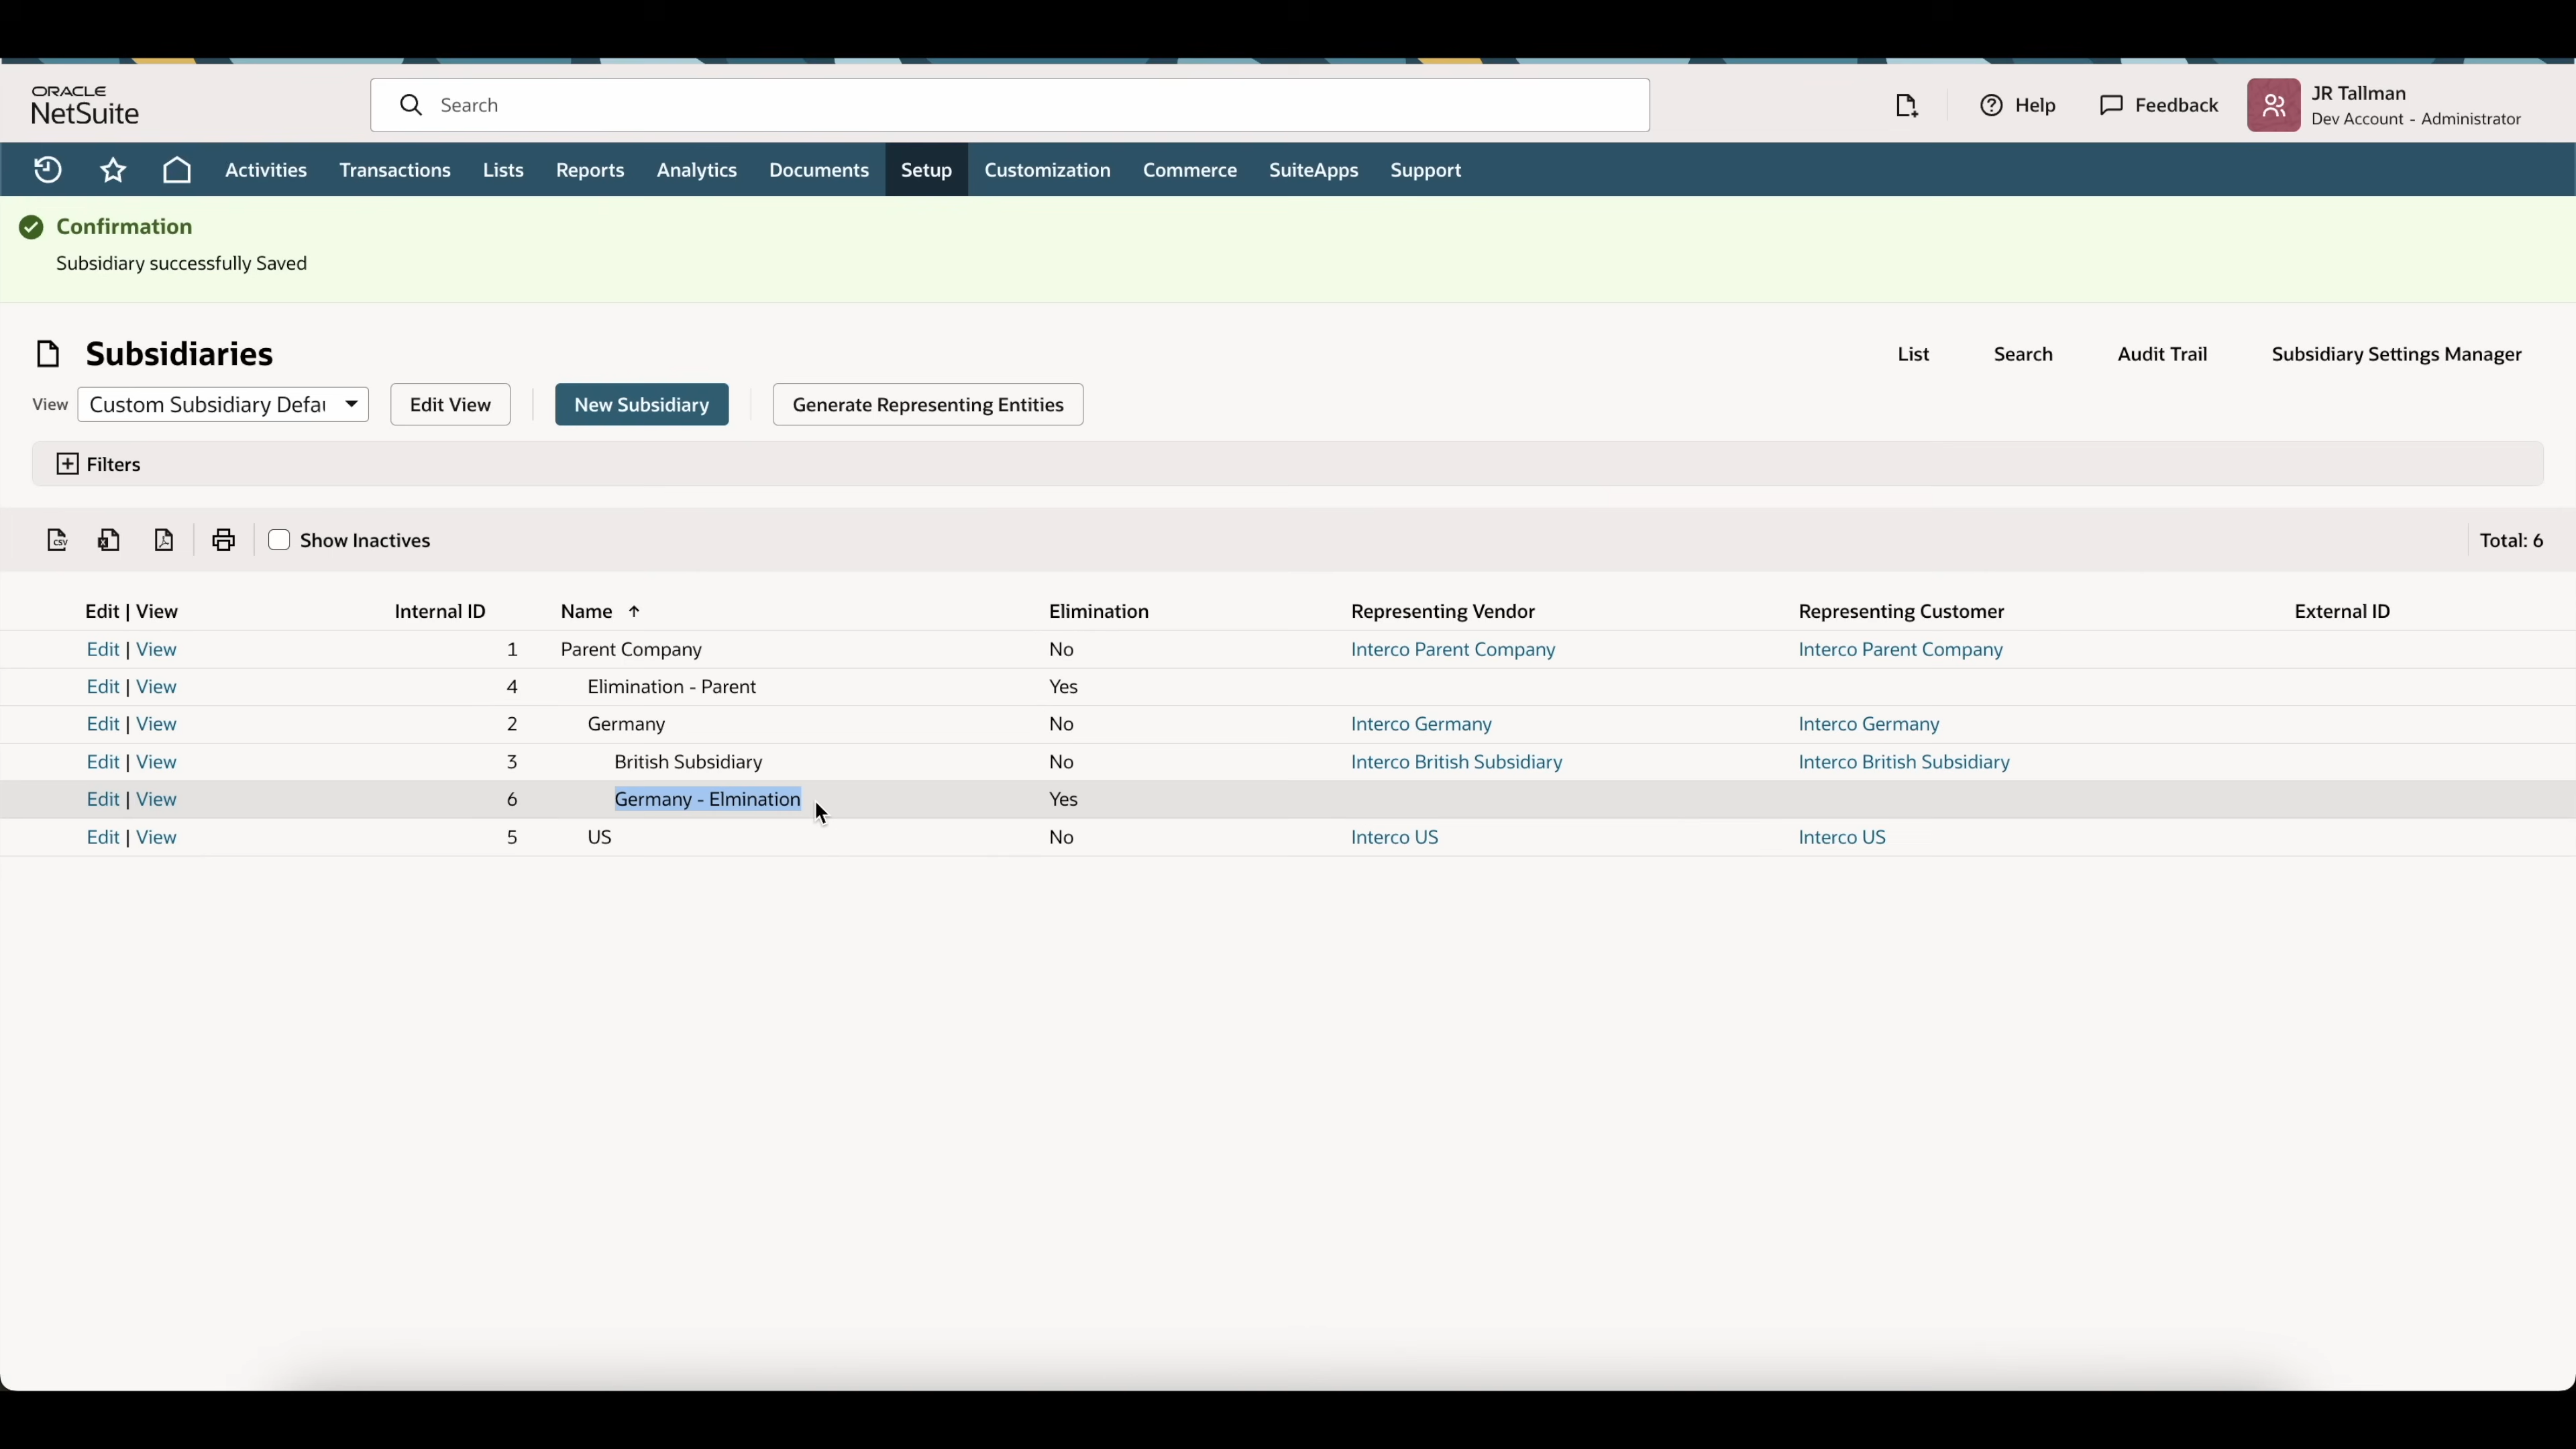 ORACLE
NetSuite
Search
Help
Feedback
JR Tallman
Dev Account - Administrator
Activities Transactions Lists Reports Analytics Documents Setup Customization Commerce SuiteApps Support
Confirmation
Subsidiary successfully Saved
Subsidiaries
List Search Audit Trail Subsidiary Settings Manager
View Custom Subsidiary Defau Edit View New Subsidiary Generate Representing Entities
Filters
CSV Show Inactives Total: 6
Edit | View Internal ID Name Elimination Representing Vendor Representing Customer External ID
Edit | View 1 Parent Company No Interco Parent Company Interco Parent Company
Edit | View 4 Elimination - Parent Yes
Edit | View 2 Germany No Interco Germany Interco Germany
Edit | View 3 British Subsidiary No Interco British Subsidiary Interco British Subsidiary
Edit | View 6 Germany - Elmination Yes
Edit | View 5 US No Interco US Interco US